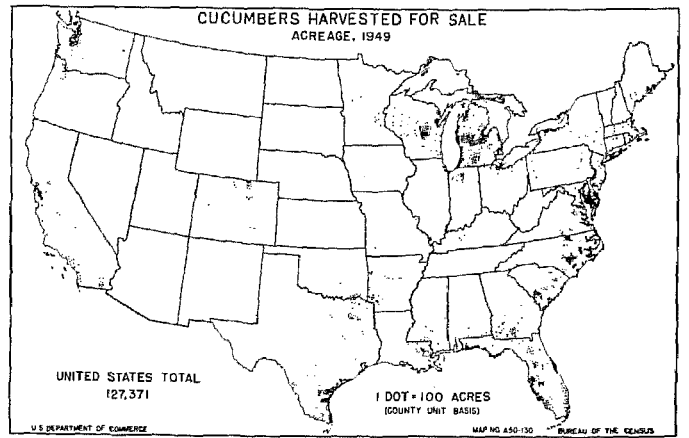 CUCUMBERS HARVESTED FOR SALE
ACREAGE, 1949
UNITED STATES TOTAL
127,371
1 DOT = 100 ACRES
(COUNTY UNIT BASIS)
U S DEPARTMENT OF COMMERCE
MAP NO A50-130
BUREAU OF THE CENSUS